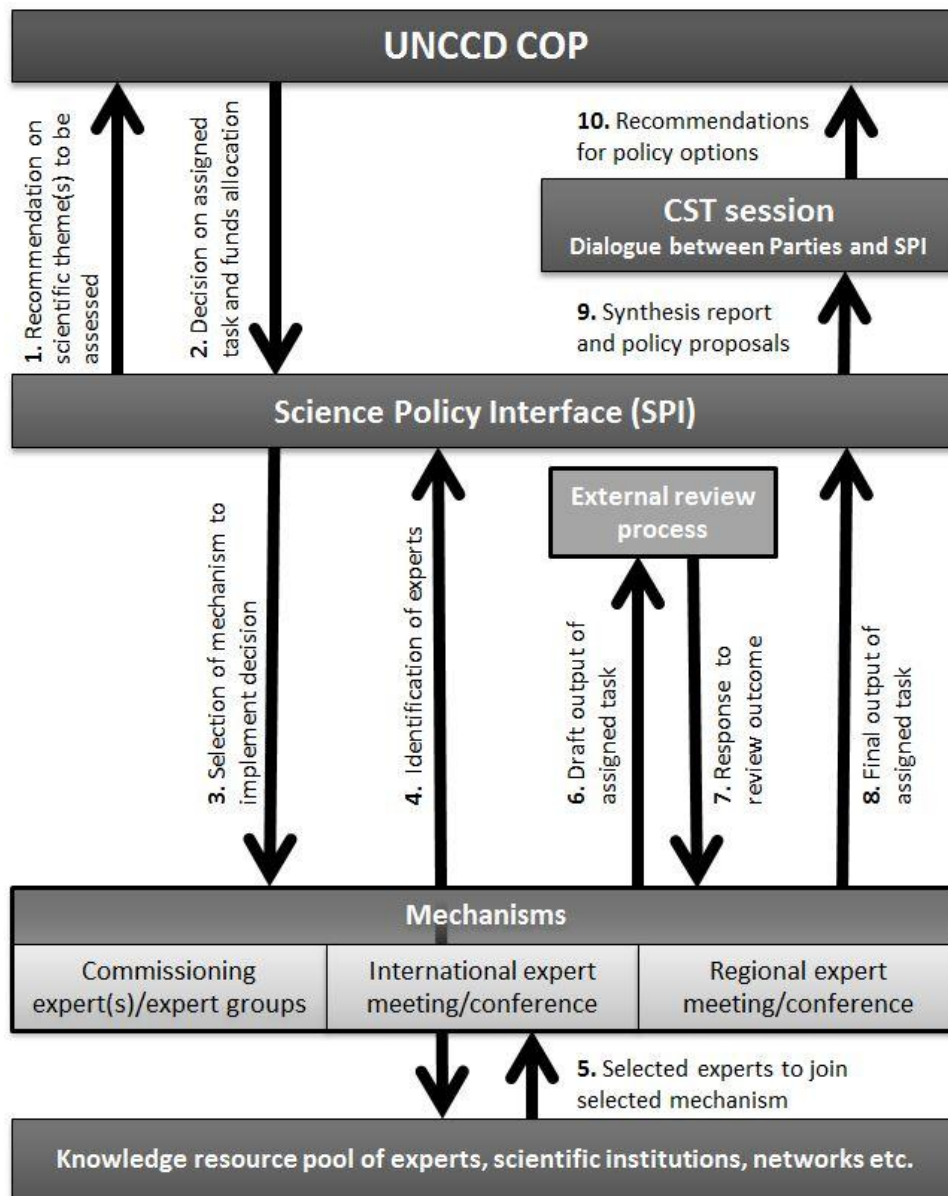 UNCCD COP
1. Recommendation on
scientific theme(s) to be
assessed
2. Decision on assigned
task and funds allocation
10. Recommendations
for policy options
CST session
Dialogue between Parties and SPI
9. Synthesis report
and policy proposals
Science Policy Interface (SPI)
3. Selection of mechanism to
implement decision
4. Identification of experts
External review
process
6. Draft output of
assigned task
7. Response to
review outcome
8. Final output of
assigned task
Mechanisms
Commissioning
expert(s)/expert groups
International expert
meeting/conference
Regional expert
meeting/conference
5. Selected experts to join
selected mechanism
Knowledge resource pool of experts, scientific institutions, networks etc.